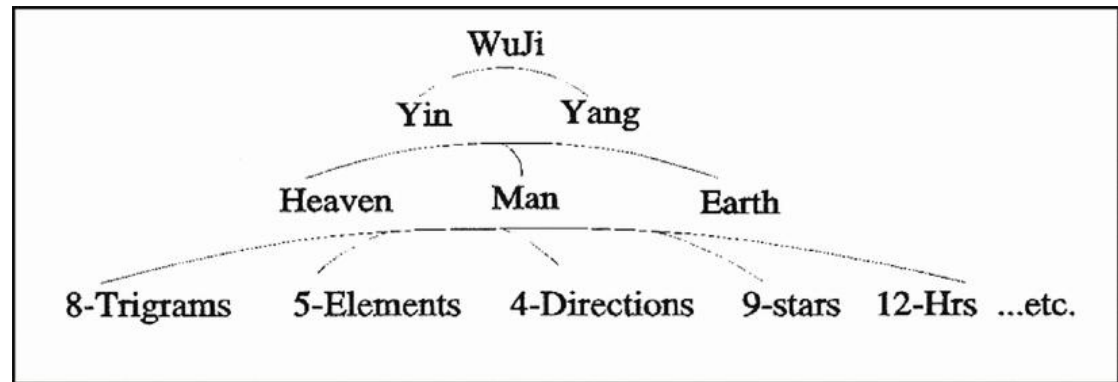 WuJi
Yin Yang
Heaven Man Earth
8-Trigrams 5-Elements 4-Directions 9-stars 12-Hrs ...etc.